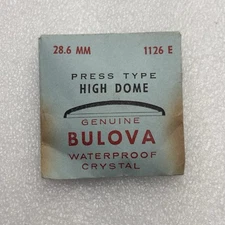 28.6 MM 1126 E
PRESS TYPE
HIGH DOME
GENUINE
BULOVA
WATERPROOF
CRYSTAL